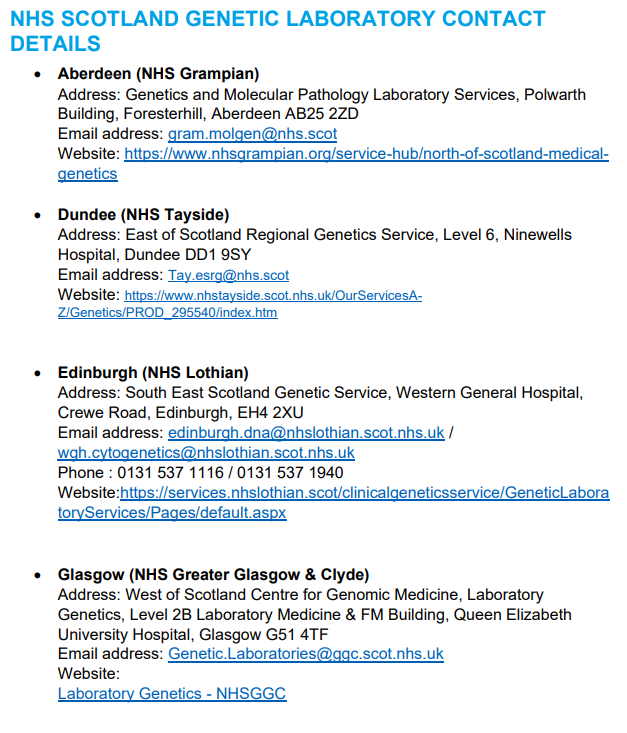 NHS SCOTLAND GENETIC LABORATORY CONTACT
DETAILS
• Aberdeen (NHS Grampian)
Address: Genetics and Molecular Pathology Laboratory Services, Polwarth
Building, Foresterhill, Aberdeen AB25 2ZD
Email address: gram.molgen@nhs.scot
Website: https://www.nhsgrampian.org/service-hub/north-of-scotland-medical-
genetics
• Dundee (NHS Tayside)
Address: East of Scotland Regional Genetics Service, Level 6, Ninewells
Hospital, Dundee DD1 9SY
Email address: Tay.esrg@nhs.scot
Website: https://www.nhstayside.scot.nhs.uk/OurServicesA-
Z/Genetics/PROD_295540/index.htm
• Edinburgh (NHS Lothian)
Address: South East Scotland Genetic Service, Western General Hospital,
Crewe Road, Edinburgh, EH4 2XU
Email address: edinburgh.dna@nhslothian.scot.nhs.uk /
wgh.cytogenetics@nhslothian.scot.nhs.uk
Phone : 0131 537 1116 / 0131 537 1940
Website:https://services.nhslothian.scot/clinicalgeneticsservice/GeneticLabora
toryServices/Pages/default.aspx
• Glasgow (NHS Greater Glasgow & Clyde)
Address: West of Scotland Centre for Genomic Medicine, Laboratory
Genetics, Level 2B Laboratory Medicine & FM Building, Queen Elizabeth
University Hospital, Glasgow G51 4TF
Email address: Genetic.Laboratories@ggc.scot.nhs.uk
Website:
Laboratory Genetics - NHSGGC